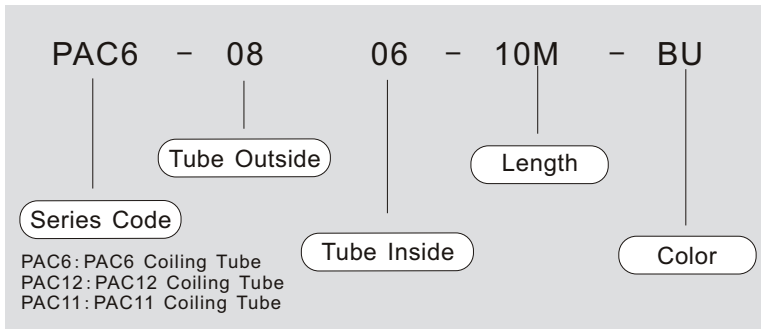 PAC6 - 08 06 - 10M - BU
Tube Outside
Length
Series Code
Tube Inside
Color
PAC6:PAC6 Coiling Tube
PAC12:PAC12 Coiling Tube
PAC11:PAC11 Coiling Tube